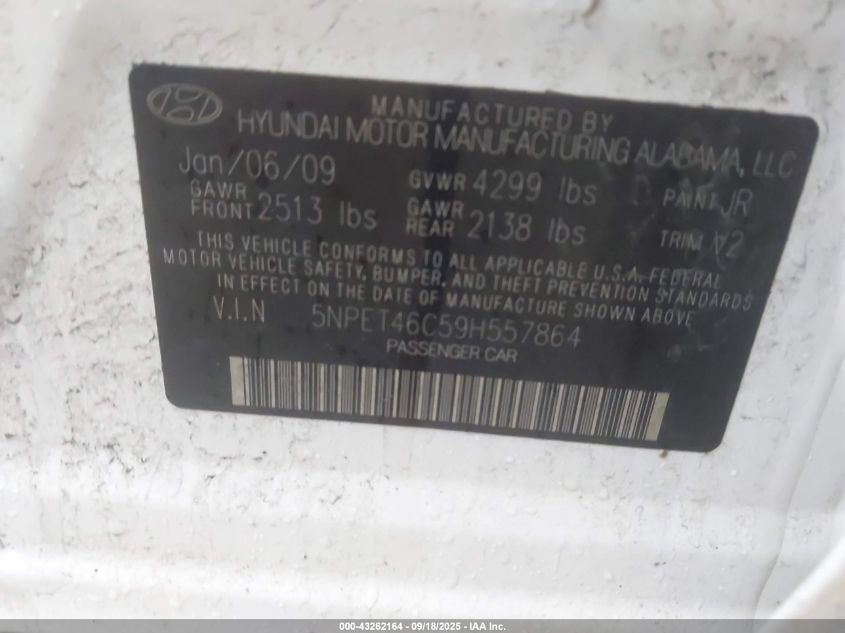 MANUFACTURED BY
HYUNDAI MOTOR MANUFACTURING ALABAMA, LLC
Jan/06/09 GVWR 4299 lbs PAINT JR
GAWR FRONT 2513 lbs GAWR REAR 2138 lbs TRIM V2
THIS VEHICLE CONFORMS TO ALL APPLICABLE U.S.A. FEDERAL
MOTOR VEHICLE SAFETY, BUMPER, AND THEFT PREVENTION STANDARDS
IN EFFECT ON THE DATE OF MANUFACTURE SHOWN ABOVE
V.I.N 5NPET46C59H557864
PASSENGER CAR
000-43262164 - 09/18/2025 - IAA Inc.